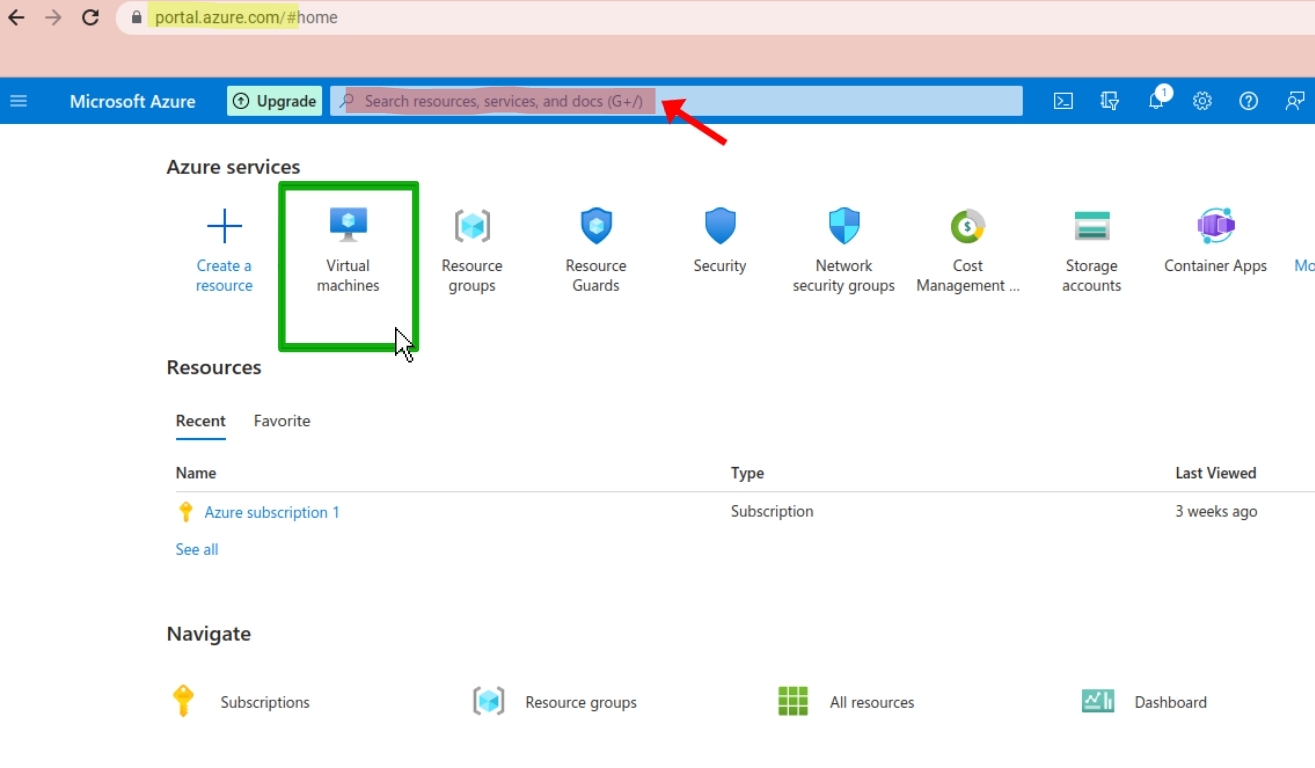 portal.azure.com/#home
Microsoft Azure
Upgrade
Search resources, services, and docs (G+/)
1
Azure services
Create a
resource
Virtual
machines
Resource
groups
Resource
Guards
Security
Network
security groups
Cost
Management ...
Storage
accounts
Container Apps
Mo
Resources
Recent
Favorite
Name
Type
Last Viewed
Azure subscription 1
Subscription
3 weeks ago
See all
Navigate
Subscriptions
Resource groups
All resources
Dashboard